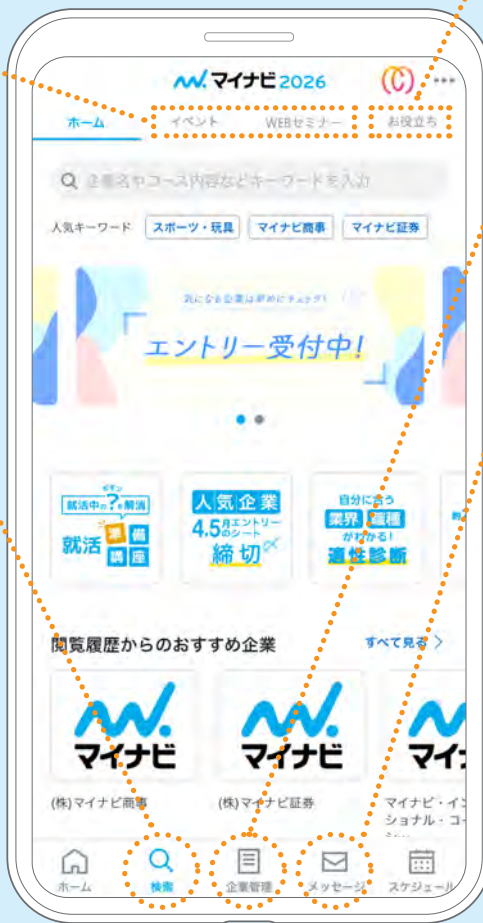 マイナビ2026
ホーム イベント WEBセミナー お役立ち
企業名やコース内容などキーワードを入力
人気キーワード スポーツ・玩具 マイナビ商事 マイナビ証券
気になる企業は早めにチェック!
エントリー受付中!
就活中の?を解消
ギモン
就活準備講座
人気企業
4.5月エントリーのシート
締切〆
自分に合う
業界 職種
がわかる!
適性診断
閲覧履歴からのおすすめ企業 すべて見る
マイナビ マイナビ マイナ
(株)マイナビ商事 (株)マイナビ証券 マイナビ・イン
ショナル・コー
ホーム 検索 企業管理 メッセージ スケジュール